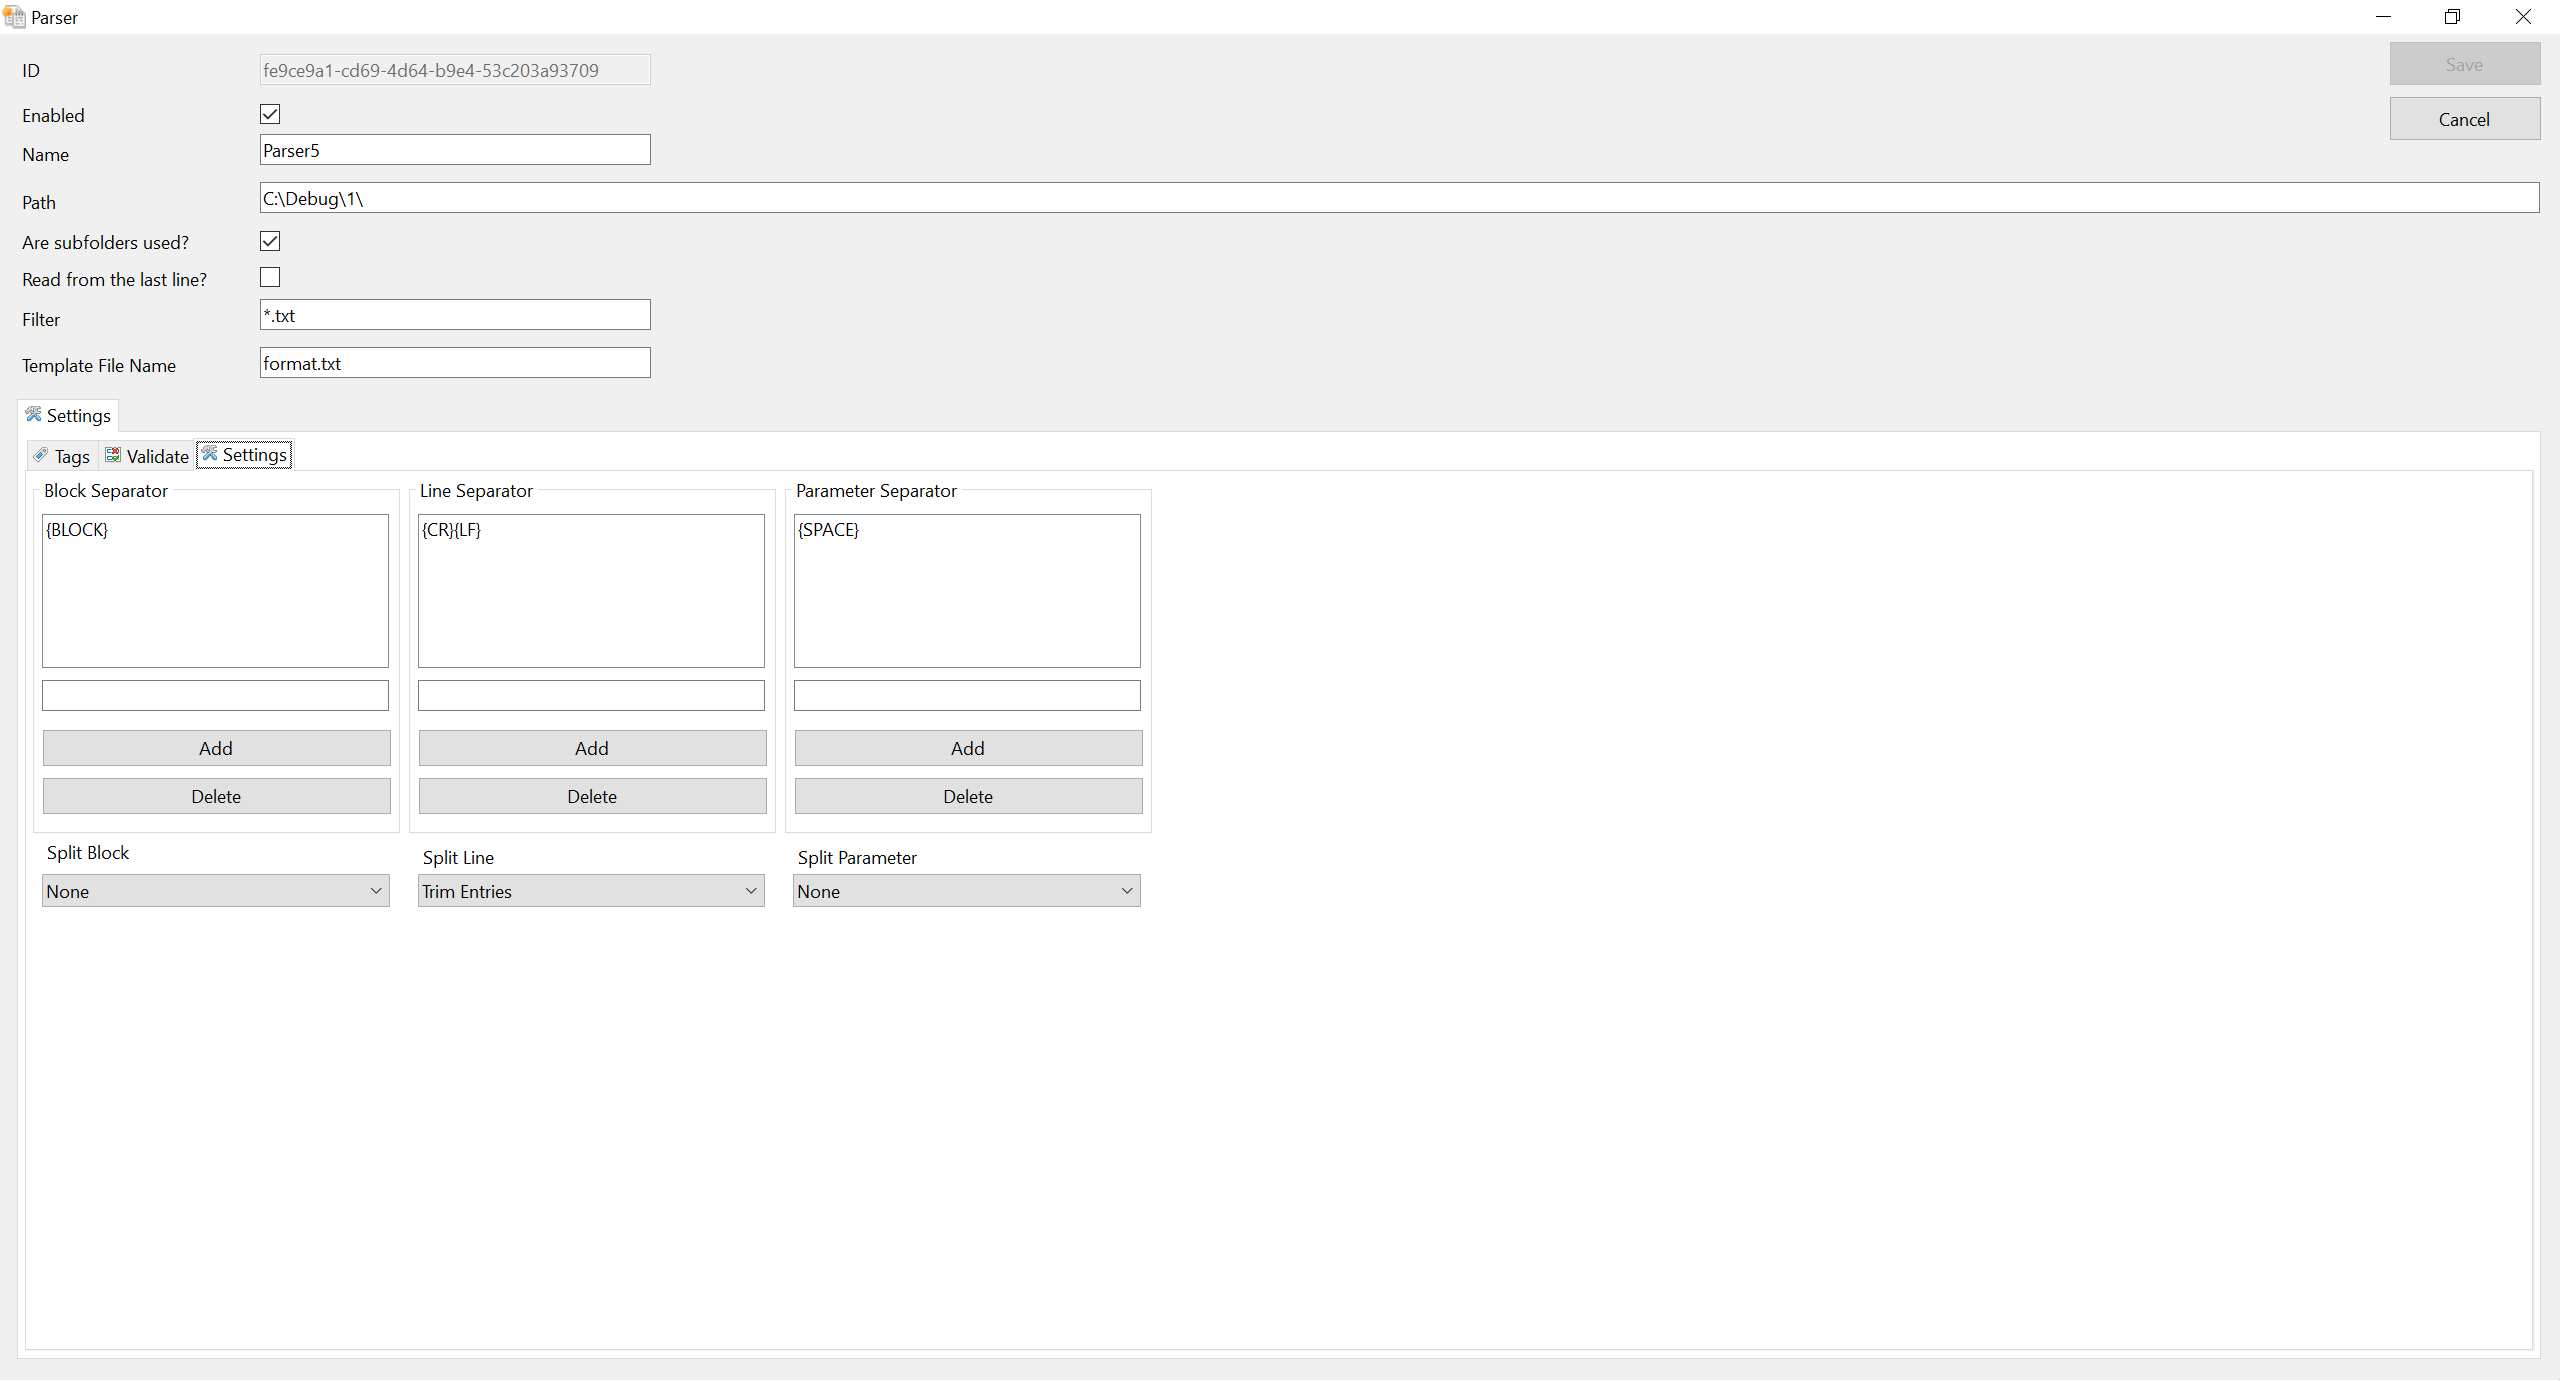 Parser
ID
fe9ce9a1-cd69-4d64-b9e4-53c203a93709
Save
Enabled
Cancel
Name
Parser5
Path
C:\Debug\1\
Are subfolders used?
Read from the last line?
Filter
*.txt
Template File Name
format.txt
Settings
Tags Validate Settings
Block Separator Line Separator Parameter Separator
{BLOCK} {CR}{LF} {SPACE}
Add Add Add
Delete Delete Delete
Split Block Split Line Split Parameter
None Trim Entries None